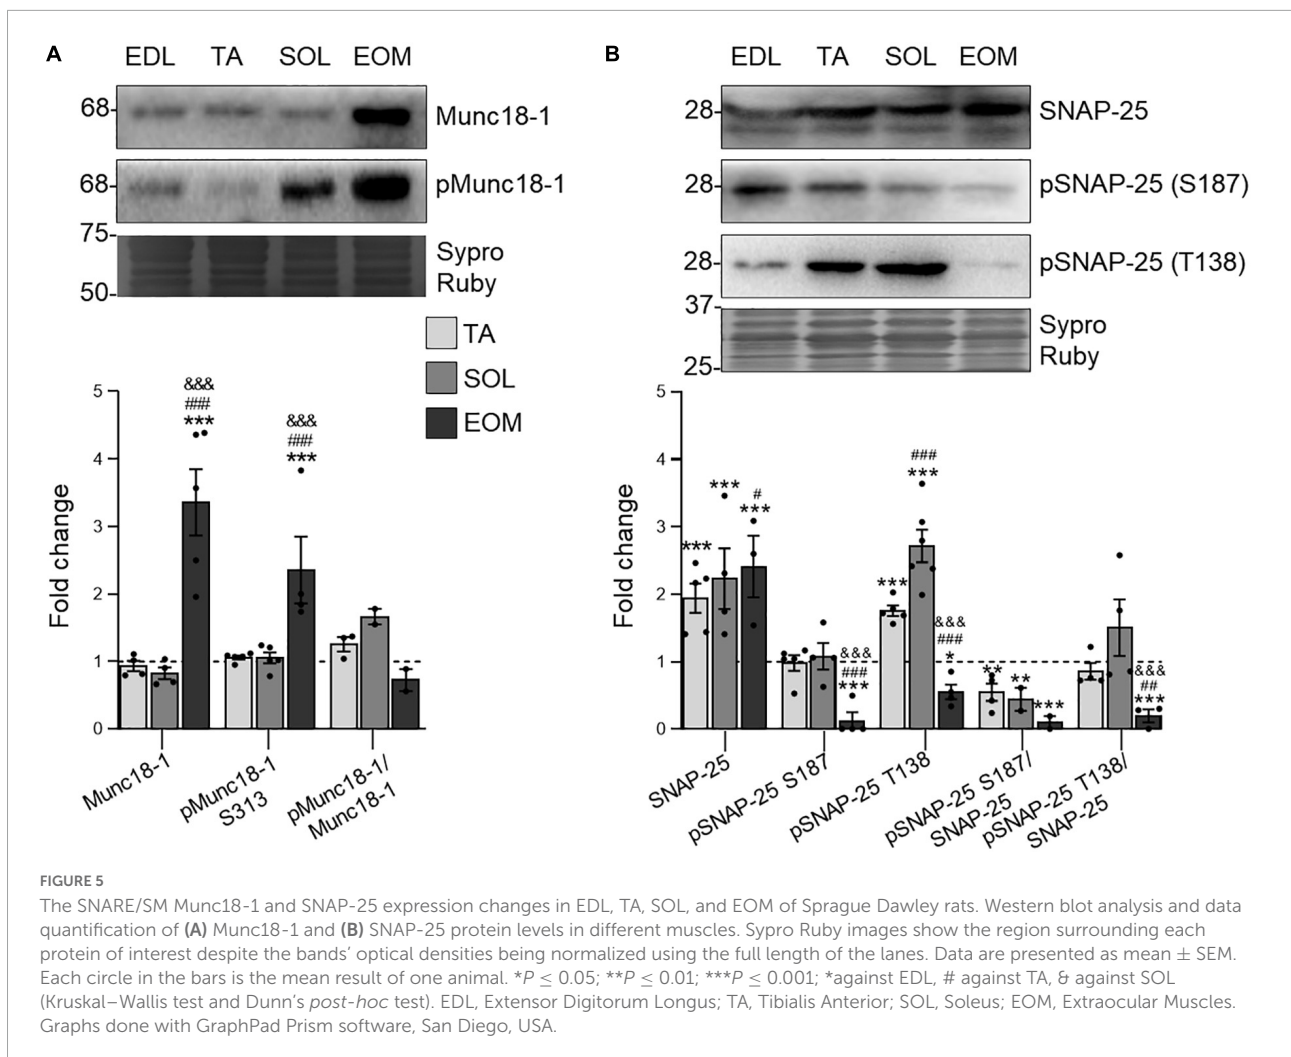 A
EDL TA SOL EOM
68- Munc18-1
68- pMunc18-1
75-
Sypro
Ruby
50-
TA
SOL
EOM
Fold change
5
4
3
2
1
0
&&&
###
***
&&&
###
***
Munc18-1
pMunc18-1
S313
pMunc18-1/
Munc18-1
B
EDL TA SOL EOM
28- SNAP-25
28- pSNAP-25 (S187)
28- pSNAP-25 (T138)
37-
Sypro
Ruby
25-
Fold change
5
4
3
2
1
0
***
***
#
***
&&&
###
***
***
###
***
&&&
###
*
**
**
***
&&&
##
***
SNAP-25
pSNAP-25 S187
pSNAP-25 T138
pSNAP-25 S187/
SNAP-25
pSNAP-25 T138/
SNAP-25
FIGURE 5
The SNARE/SM Munc18-1 and SNAP-25 expression changes in EDL, TA, SOL, and EOM of Sprague Dawley rats. Western blot analysis and data
quantification of (A) Munc18-1 and (B) SNAP-25 protein levels in different muscles. Sypro Ruby images show the region surrounding each
protein of interest despite the bands' optical densities being normalized using the full length of the lanes. Data are presented as mean ± SEM.
Each circle in the bars is the mean result of one animal. *P ≤ 0.05; **P ≤ 0.01; ***P ≤ 0.001; *against EDL, # against TA, & against SOL
(Kruskal–Wallis test and Dunn's post-hoc test). EDL, Extensor Digitorum Longus; TA, Tibialis Anterior; SOL, Soleus; EOM, Extraocular Muscles.
Graphs done with GraphPad Prism software, San Diego, USA.